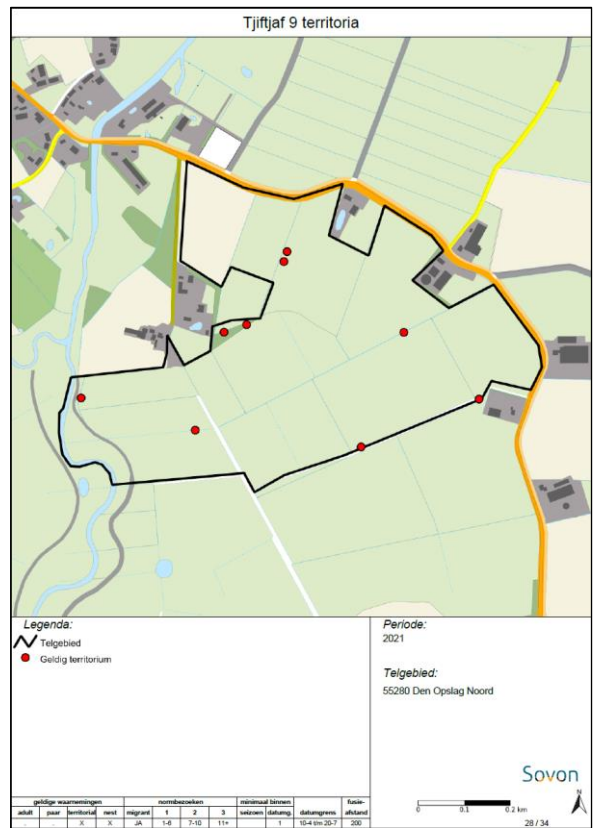 Tjiftjaf 9 territoria
Legenda:
Telgebied
Geldig territorium
Periode:
2021
Telgebied:
55280 Den Opslag Noord
Sovon
0 0.1 0.2 km
N
28 / 34
geldige waarnemingen normbezoeken minimaal binnen fusie-
adult paar territoriaal nest migrant 1 2 3 seizoen datumg. datumgrens afstand
. . X X JA 1-6 7-10 11+ 1 10-4 t/m 20-7 200